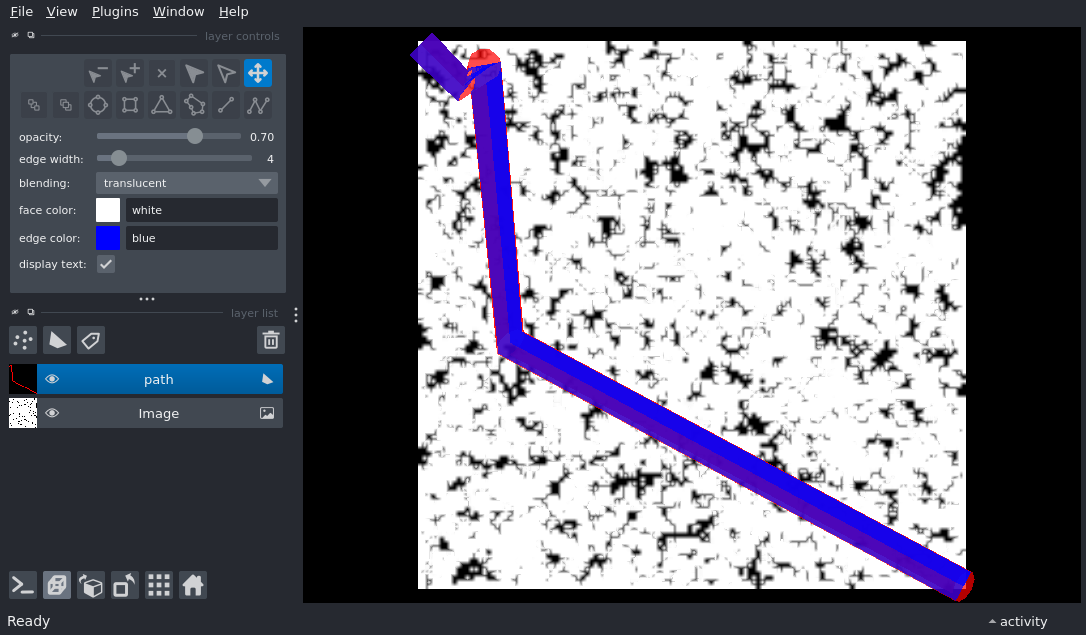 File View Plugins Window Help
layer controls
opacity: 0.70
edge width: 4
blending: translucent
face color: white
edge color: blue
display text:
layer list
path
Image
Ready
activity